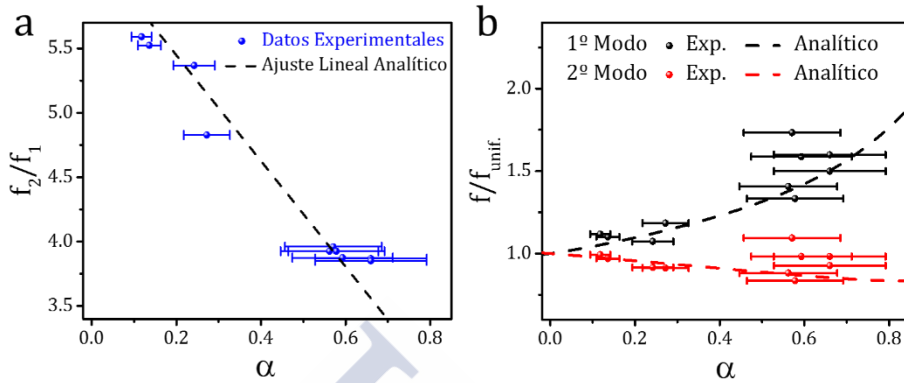 a
5.5
5.0
4.5
4.0
3.5
f₂/f₁
Datos Experimentales
Ajuste Lineal Analítico
0.0 0.2 0.4 0.6 0.8
α
b
2.0
1.5
1.0
f/f unif.
1º Modo Exp. Analítico
2º Modo Exp. Analítico
0.0 0.2 0.4 0.6 0.8
α